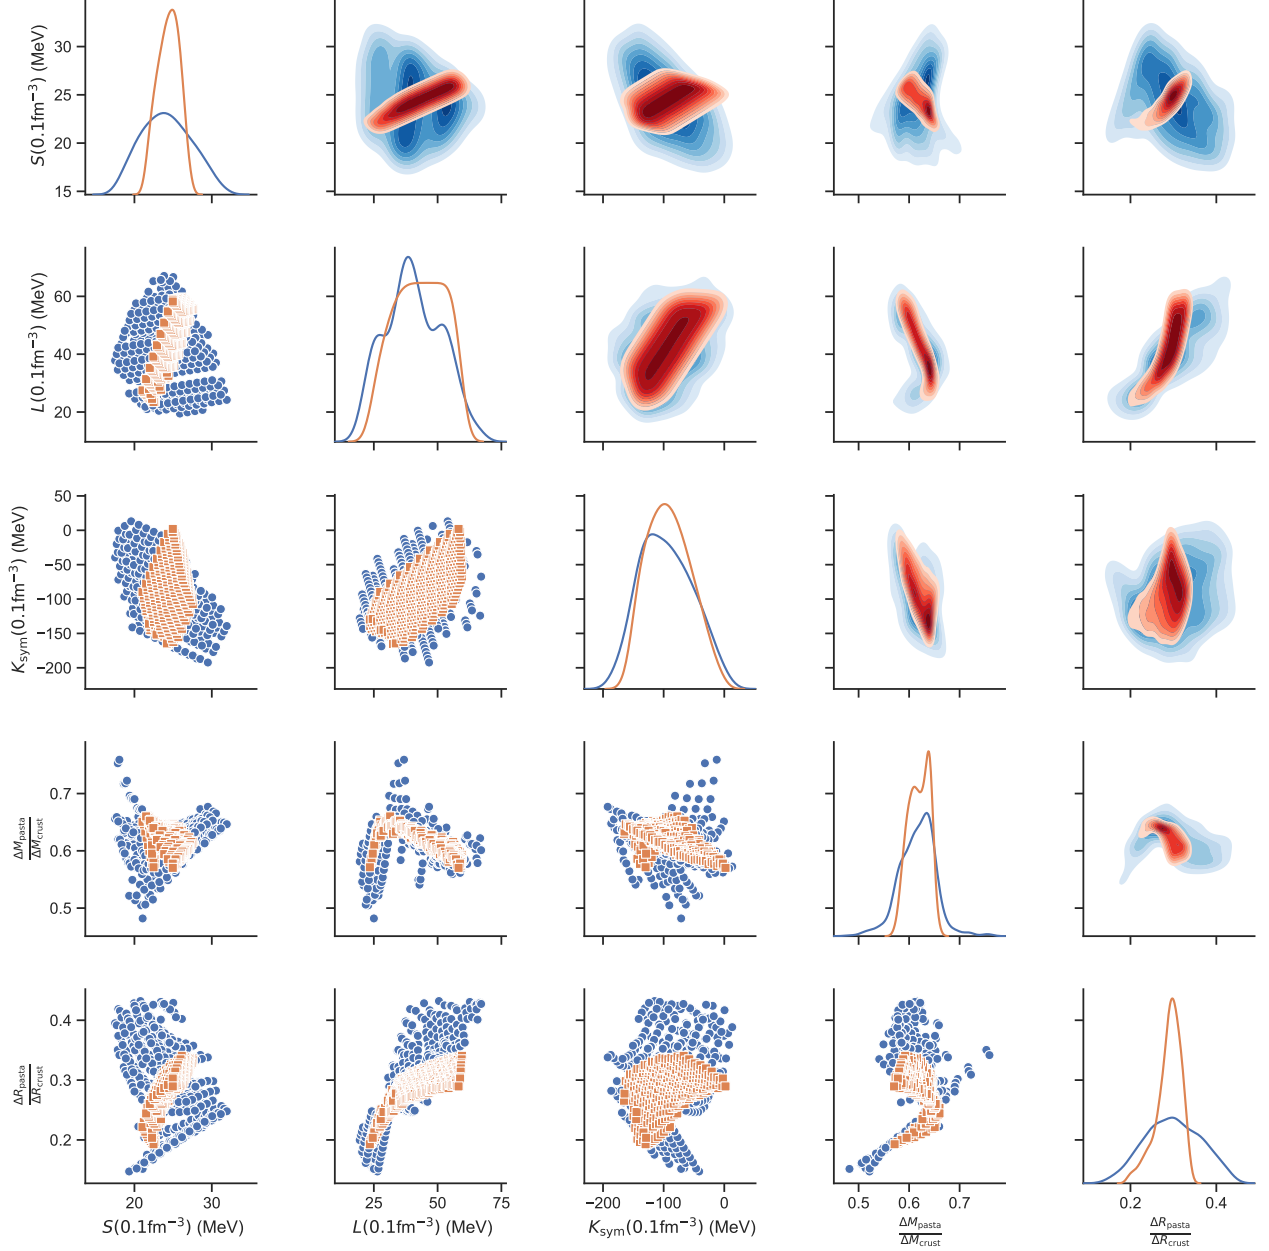 S(0.1fm⁻³) (MeV)
30
25
20
15
L(0.1fm⁻³) (MeV)
60
40
20
K_sym(0.1fm⁻³) (MeV)
50
0
−50
−100
−150
−200
ΔM_pasta
ΔM_crust
0.7
0.6
0.5
ΔR_pasta
ΔR_crust
0.4
0.3
0.2
20 30 25 50 75 −200 −100 0 0.5 0.6 0.7 0.2 0.4
S(0.1fm⁻³) (MeV) L(0.1fm⁻³) (MeV) K_sym(0.1fm⁻³) (MeV) ΔM_pasta ΔR_pasta
ΔM_crust ΔR_crust